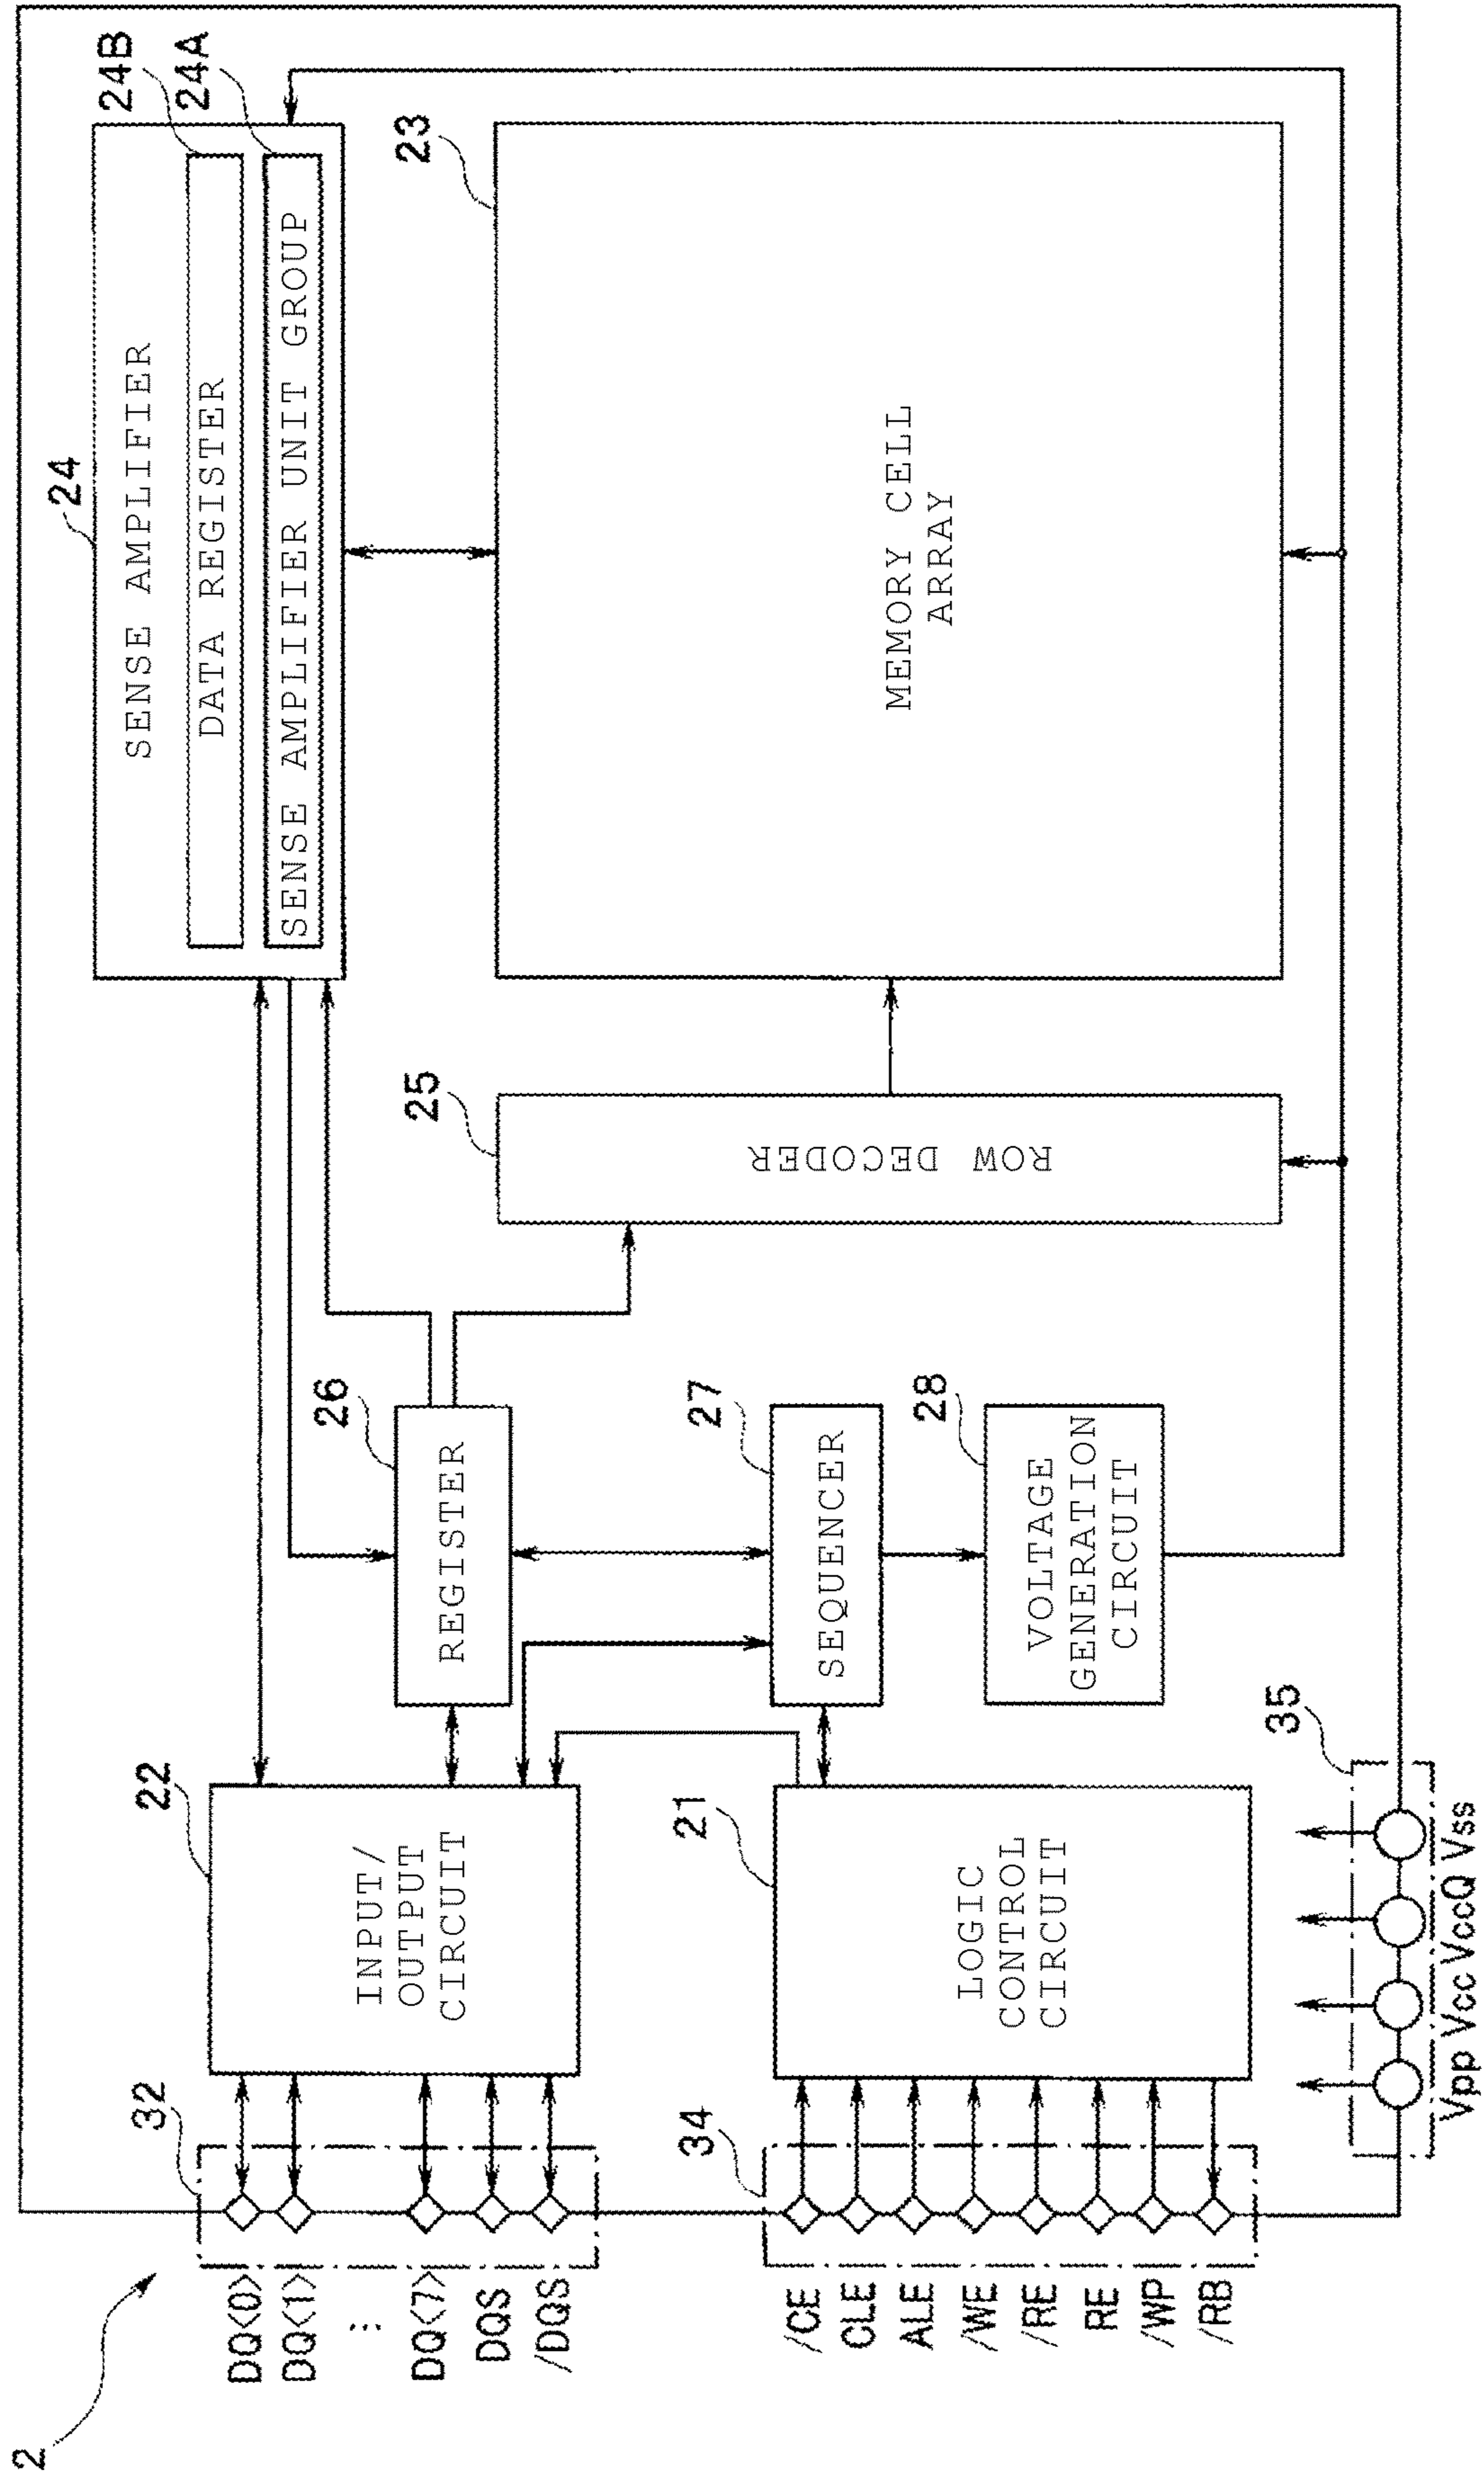 2
32
DQ<0>
DQ<1>
⋮
DQ<7>
DQS
/DQS
34
/CE
CLE
ALE
/WE
/RE
RE
/WP
/RB
22
INPUT/
OUTPUT
CIRCUIT
21
LOGIC
CONTROL
CIRCUIT
26
REGISTER
27
SEQUENCER
28
VOLTAGE
GENERATION
CIRCUIT
35
Vpp Vcc VccQ Vss
25
ROW DECODER
24
SENSE AMPLIFIER
24B
DATA REGISTER
24A
SENSE AMPLIFIER UNIT GROUP
23
MEMORY CELL
ARRAY